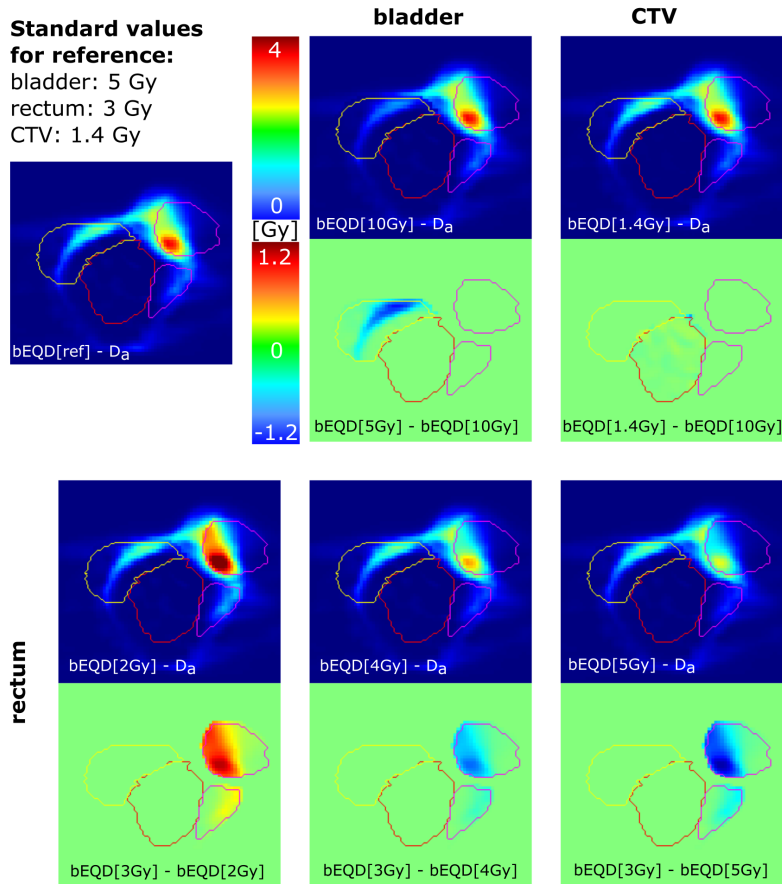 Standard values
for reference:
bladder: 5 Gy
rectum: 3 Gy
CTV: 1.4 Gy
bEQD[ref] - Da
4
0
[Gy]
1.2
0
-1.2
bladder
CTV
bEQD[10Gy] - Da
bEQD[1.4Gy] - Da
bEQD[5Gy] - bEQD[10Gy]
bEQD[1.4Gy] - bEQD[10Gy]
rectum
bEQD[2Gy] - Da
bEQD[4Gy] - Da
bEQD[5Gy] - Da
bEQD[3Gy] - bEQD[2Gy]
bEQD[3Gy] - bEQD[4Gy]
bEQD[3Gy] - bEQD[5Gy]